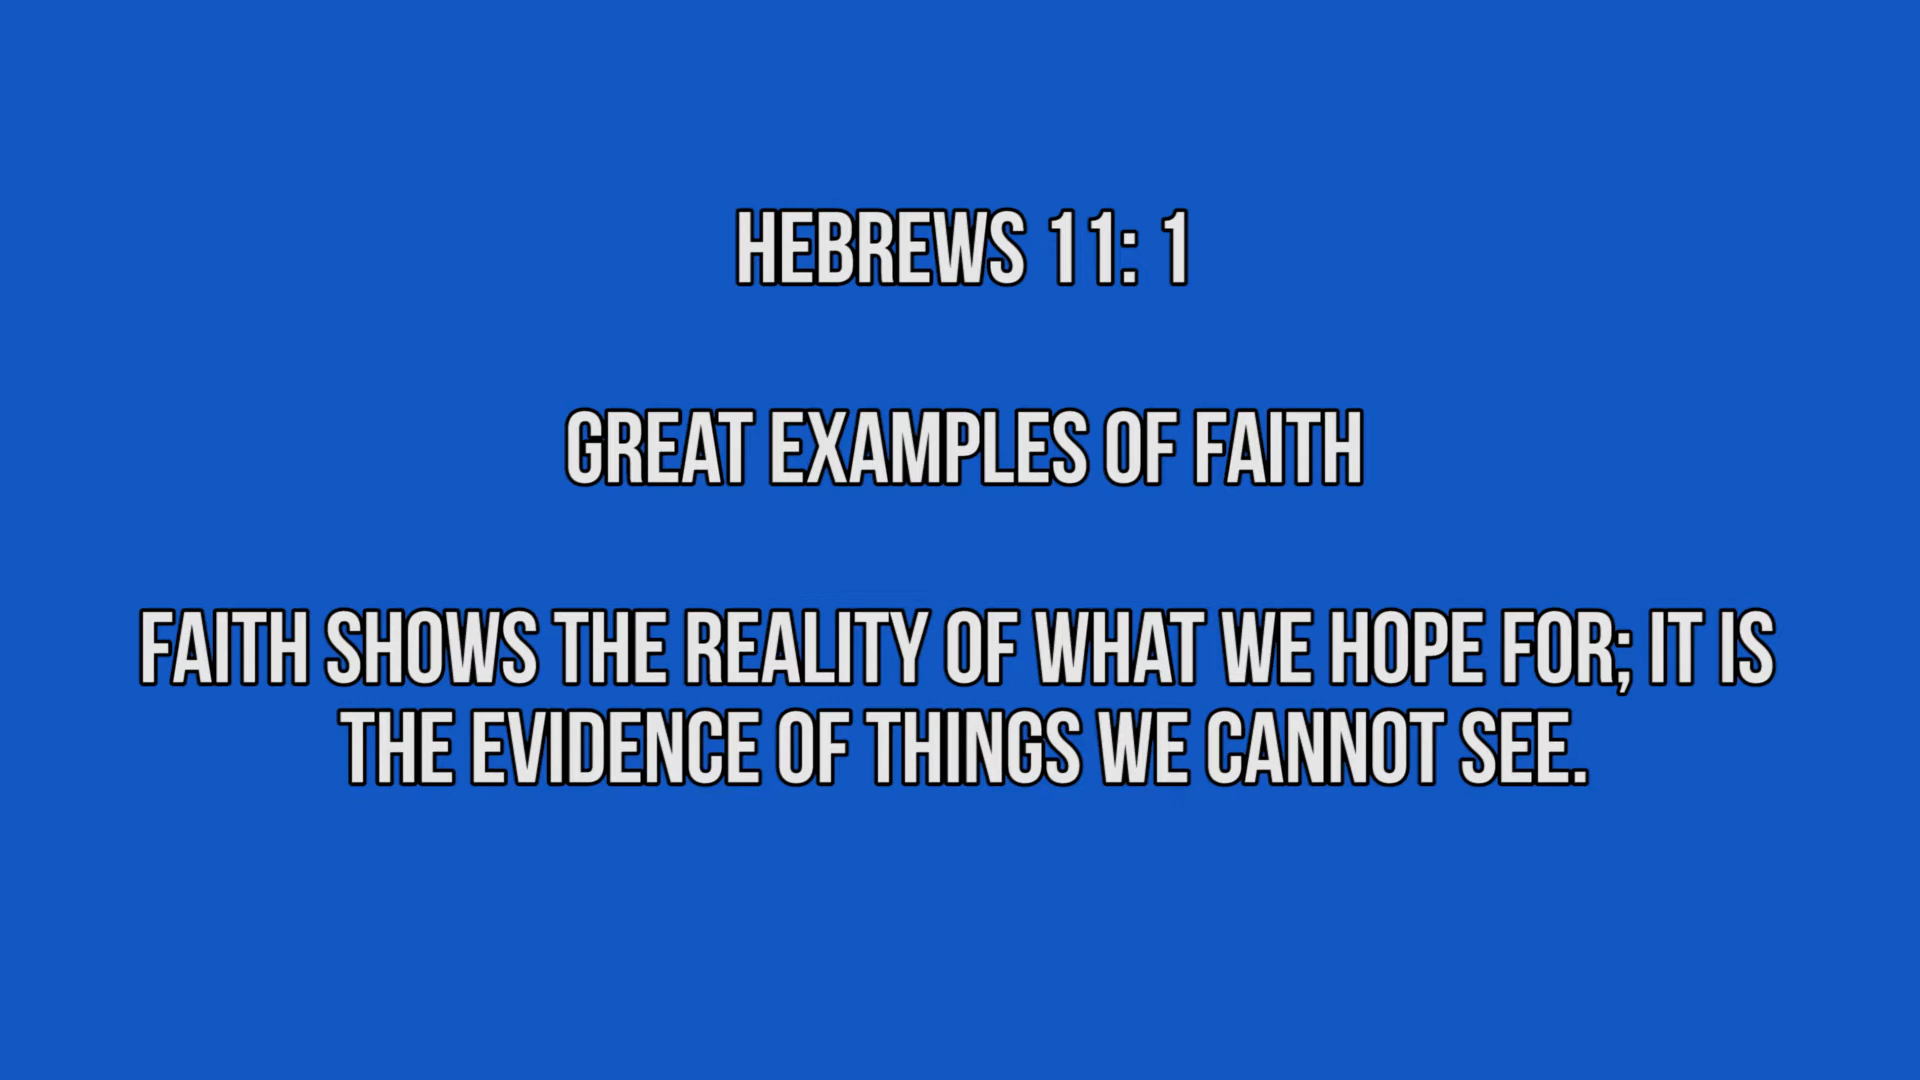 HEBREWS 11: 1
GREAT EXAMPLES OF FAITH
FAITH SHOWS THE REALITY OF WHAT WE HOPE FOR; IT IS
THE EVIDENCE OF THINGS WE CANNOT SEE.